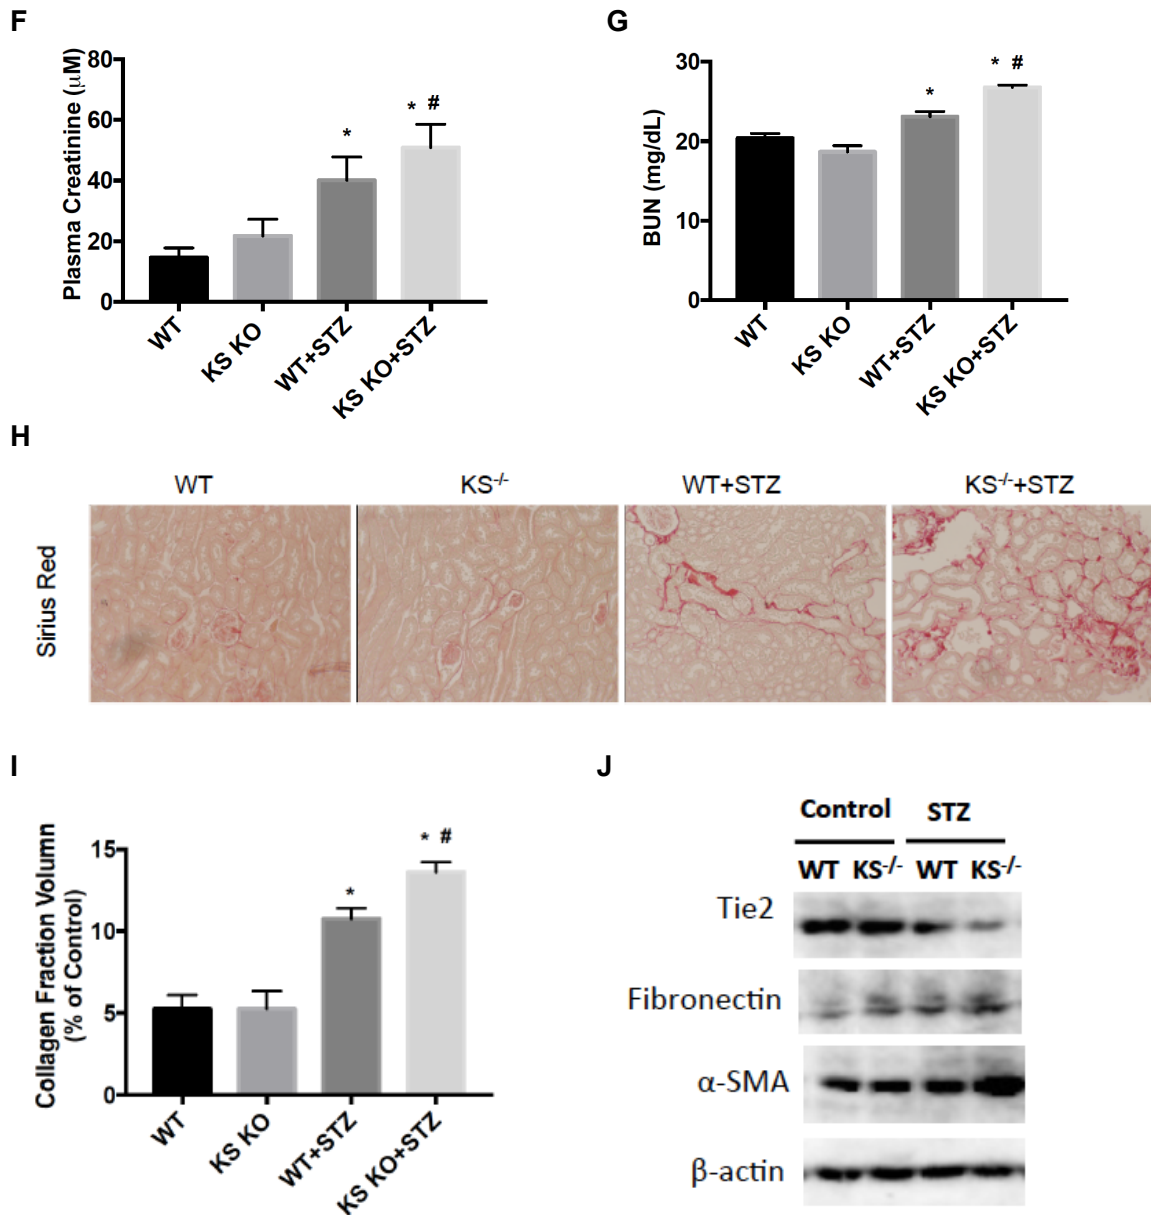 F
Plasma Creatinine (μM)
80
60
40
20
0
*
* #
WT
KS KO
WT+STZ
KS KO+STZ
G
BUN (mg/dL)
30
20
10
0
*
* #
WT
KS KO
WT+STZ
KS KO+STZ
H
WT
KS-/-
WT+STZ
KS-/-+STZ
Sirius Red
I
Collagen Fraction Volumn
(% of Control)
15
10
5
0
*
* #
WT
KS KO
WT+STZ
KS KO+STZ
J
Control STZ
WT KS-/- WT KS-/-
Tie2
Fibronectin
α-SMA
β-actin